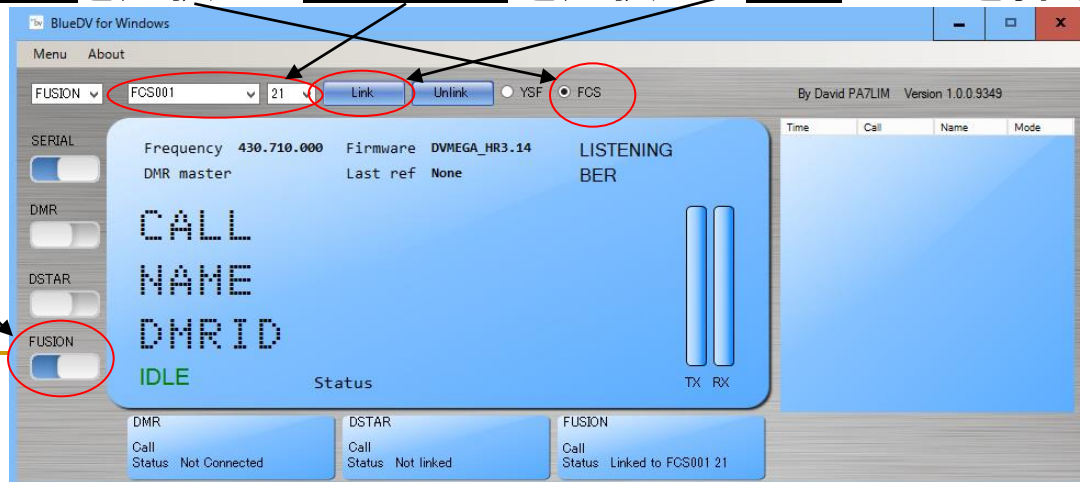 BlueDV for Windows
Menu About
FUSION FCS001 21 Link Unlink YSF FCS By David PA7LIM Version 1.0.0.9349
Time Call Name Mode
SERIAL
Frequency 430.710.000 Firmware DVMEGA_HR3.14 LISTENING
DMR master Last ref None BER
DMR
CALL
DSTAR
NAME
FUSION
DMRID
IDLE Status TX RX
DMR
Call
Status Not Connected
DSTAR
Call
Status Not linked
FUSION
Call
Status Linked to FCS001 21